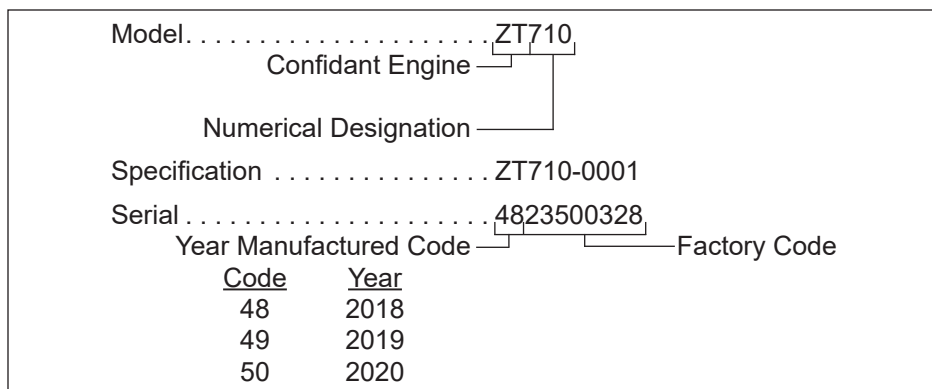 Model. . . . . . . . . . . . . . . . . . . . . ZT710
Confidant Engine
Numerical Designation
Specification . . . . . . . . . . . . . . . ZT710-0001
Serial . . . . . . . . . . . . . . . . . . . . . 4823500328
Year Manufactured Code Factory Code
Code Year
48 2018
49 2019
50 2020